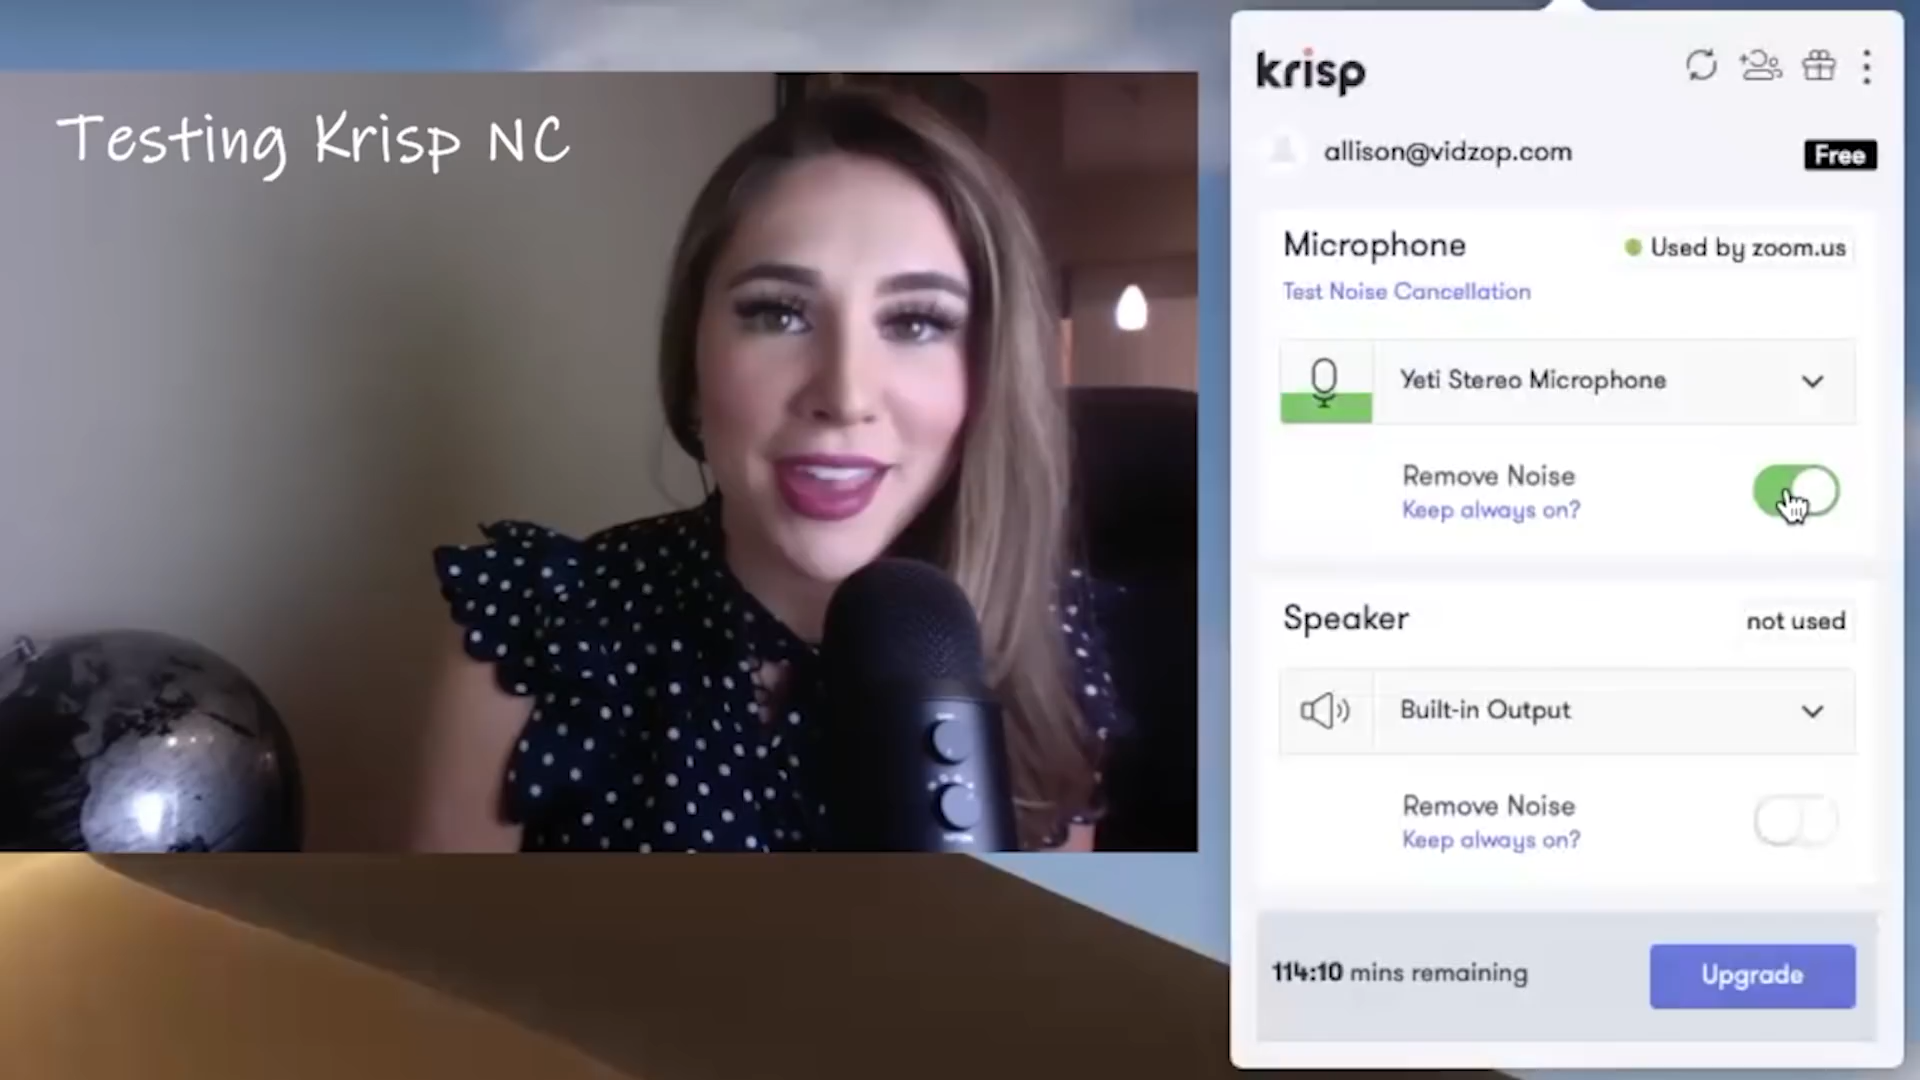 Testing Krisp NC
krisp
allison@vidzop.com
Free
Microphone
Used by zoom.us
Test Noise Cancellation
Yeti Stereo Microphone
Remove Noise
Keep always on?
Speaker
not used
Built-in Output
Remove Noise
Keep always on?
114:10 mins remaining
Upgrade